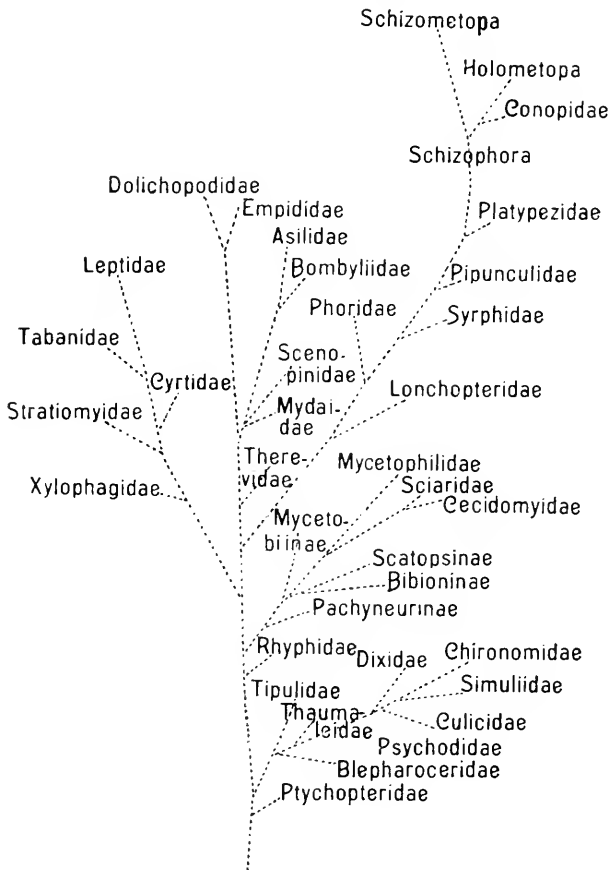 Schizometopa
Holometopa
Conopidae
Schizophora
Dolichopodidae
Empididae
Platypezidae
Asilidae
Leptidae
Bombyliidae
Pipunculidae
Phoridae
Syrphidae
Tabanidae
Sceno-
pinidae
Cyrtidae
Lonchopteridae
Stratiomyidae
Mydai-
dae
There-
vidae
Mycetophilidae
Xylophagidae
Sciaridae
Cecidomyidae
Myceto-
biinae
Scatopsinae
Bibioninae
Pachyneurinae
Rhyphidae
Dixidae
Chironomidae
Tipulidae
Simuliidae
Thauma-
leidae
Culicidae
Psychodidae
Blepharoceridae
Ptychopteridae